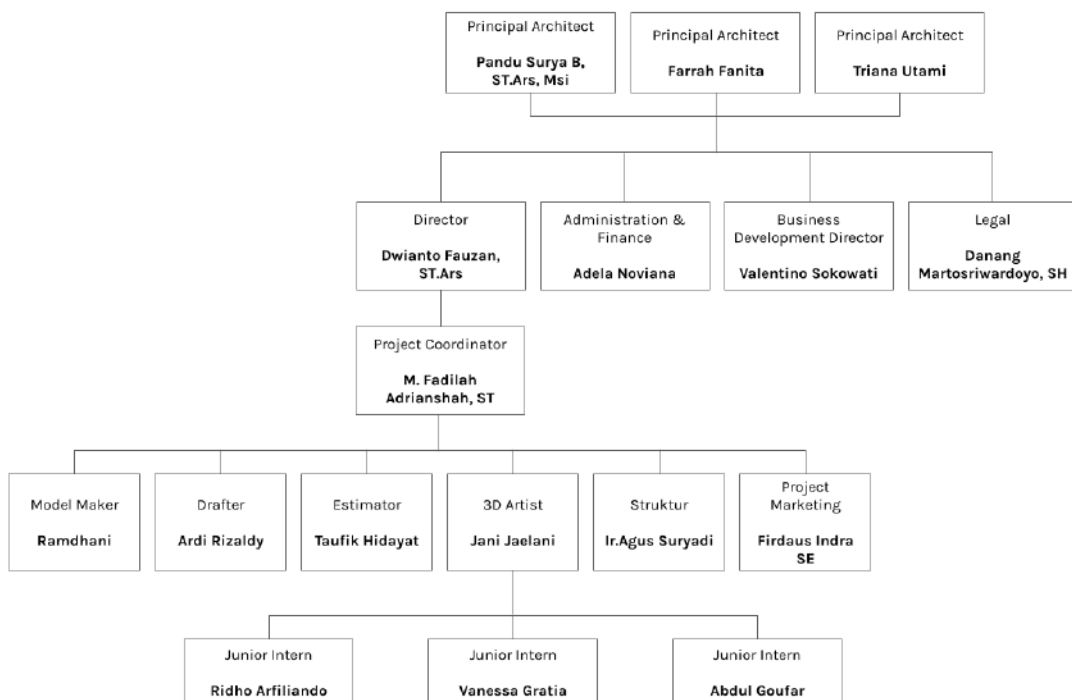 Principal Architect
Pandu Surya B,
ST.Ars, Msi
Principal Architect
Farrah Fanita
Principal Architect
Triana Utami
Director
Dwianto Fauzan,
ST.Ars
Administration &
Finance
Adela Noviana
Business
Development Director
Valentino Sokowati
Legal
Danang
Martosriwardoyo, SH
Project Coordinator
M. Fadilah
Adrianshah, ST
Model Maker
Ramdhani
Drafter
Ardi Rizaldy
Estimator
Taufik Hidayat
3D Artist
Jani Jaelani
Struktur
Ir.Agus Suryadi
Project
Marketing
Firdaus Indra
SE
Junior Intern
Ridho Arfiliando
Junior Intern
Vanessa Gratia
Junior Intern
Abdul Goufar